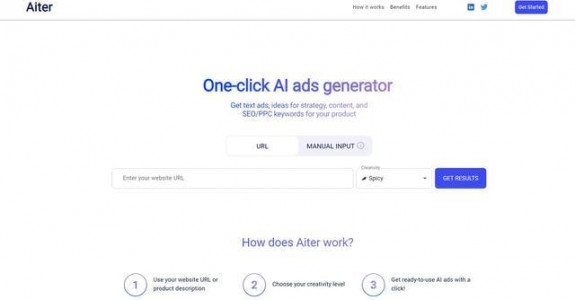 Aiter
How it works Benefits Features
Get Started
One-click AI ads generator
Get text ads, ideas for strategy, content, and
SEO/PPC keywords for your product
URL
MANUAL INPUT
Enter your website URL
Creativity
Spicy
GET RESULTS
How does Aiter work?
1
Use your website URL or
product description
2
Choose your creativity level
3
Get ready-to-use AI ads with a
click!